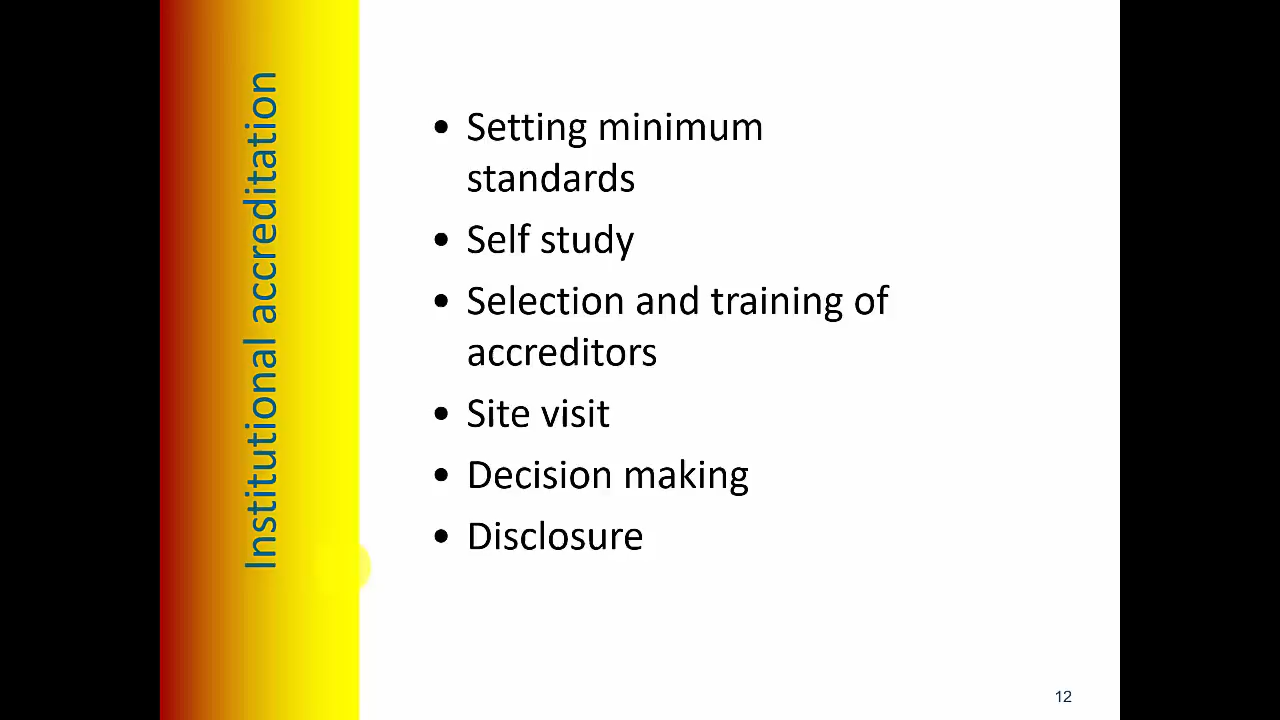 Institutional accreditation
• Setting minimum
standards
• Self study
• Selection and training of
accreditors
• Site visit
• Decision making
• Disclosure
12